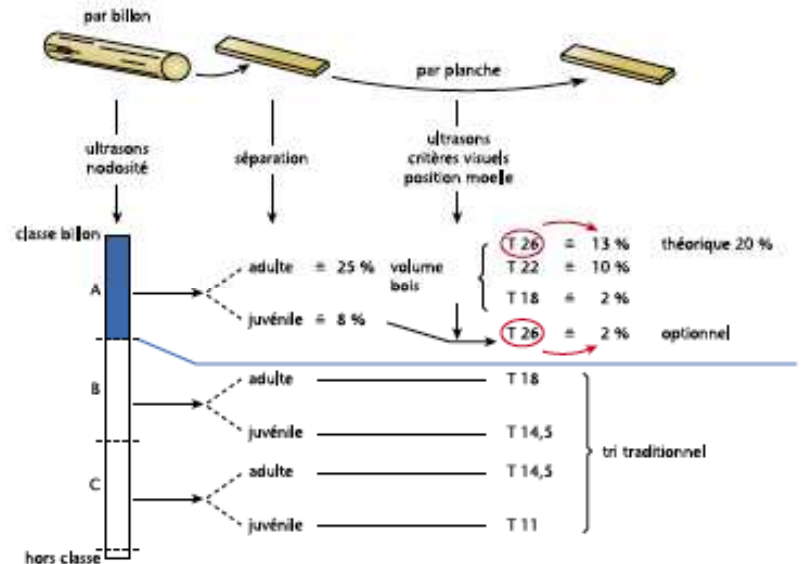 par billon
par planche
ultrasons
nodosité
séparation
ultrasons
critères visuels
position moelle
classe billon
A
adulte ≙ 25 % volume
bois
juvénile ≙ 8 %
T 26 ≙ 13 % théorique 20 %
T 22 ≙ 10 %
T 18 ≙ 2 %
T 26 ≙ 2 % optionnel
B
adulte T 18
juvénile T 14,5
C
adulte T 14,5
juvénile T 11
tri traditionnel
hors classe